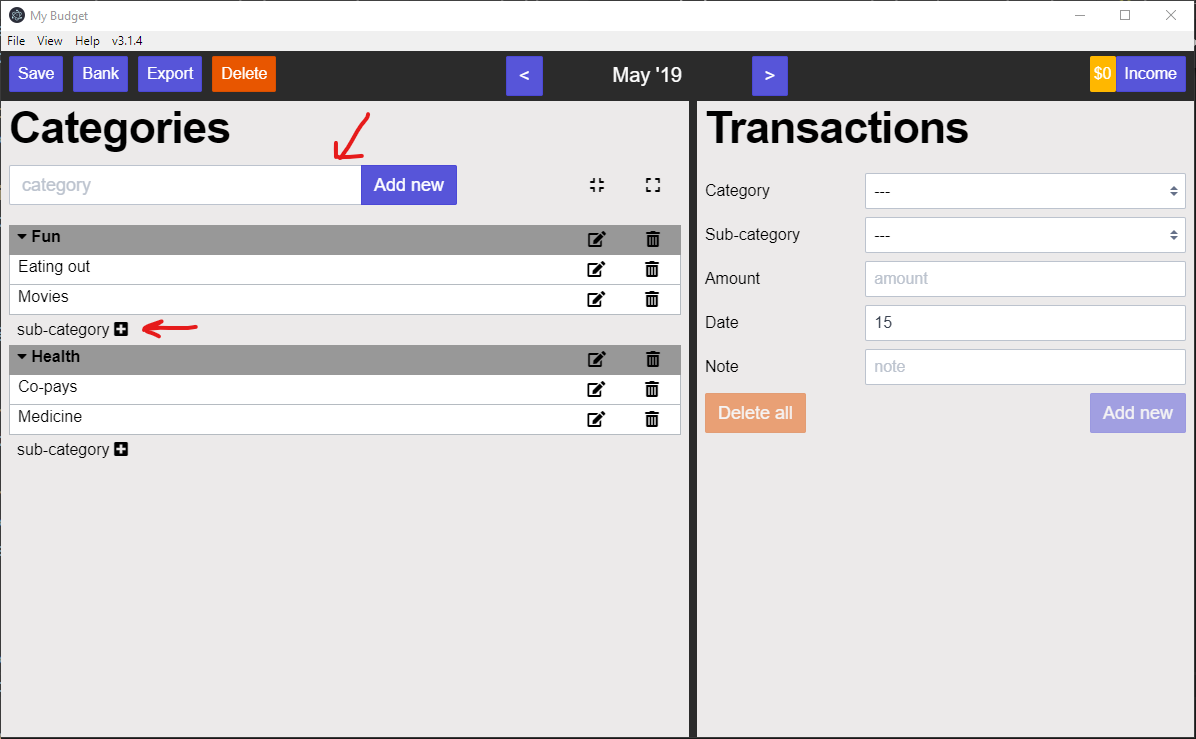 My Budget
File View Help v3.1.4
Save Bank Export Delete < May '19 > $0 Income
Categories
category Add new
Fun
Eating out
Movies
sub-category
Health
Co-pays
Medicine
sub-category
Transactions
Category ---
Sub-category ---
Amount amount
Date 15
Note note
Delete all Add new